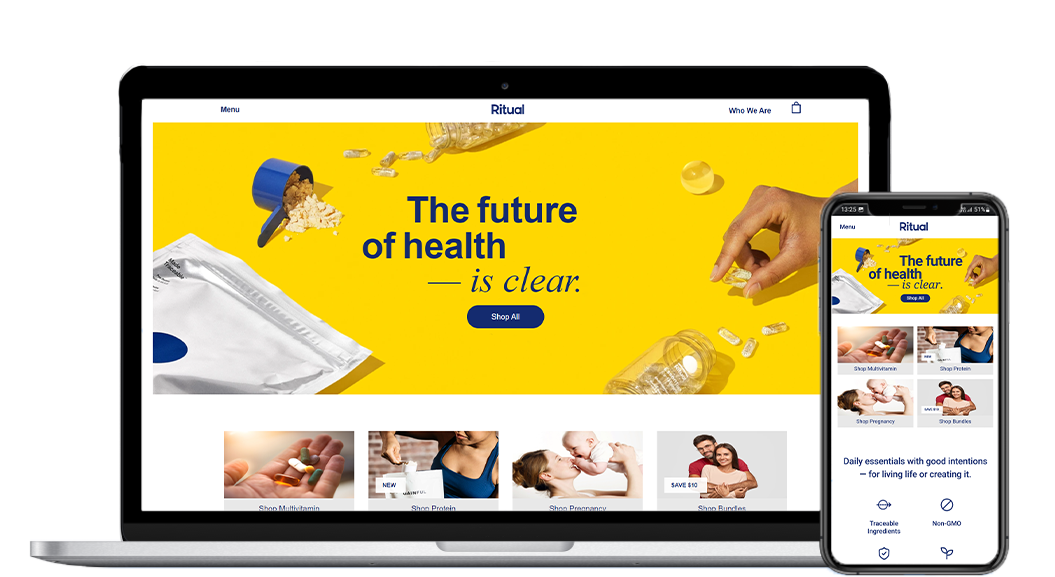 Menu
Ritual
Who We Are
The future
of health
— is clear.
Shop All
Made
Traceable
NEW
SAVE $10
Shop Multivitamin
Shop Protein
Shop Pregnancy
Shop Bundles
13:25
51%
Menu
Ritual
The future
of health
— is clear.
Shop All
NEW
SAVE $10
Shop Multivitamin
Shop Protein
Shop Pregnancy
Shop Bundles
Daily essentials with good intentions
— for living life or creating it.
Traceable
Ingredients
Non-GMO